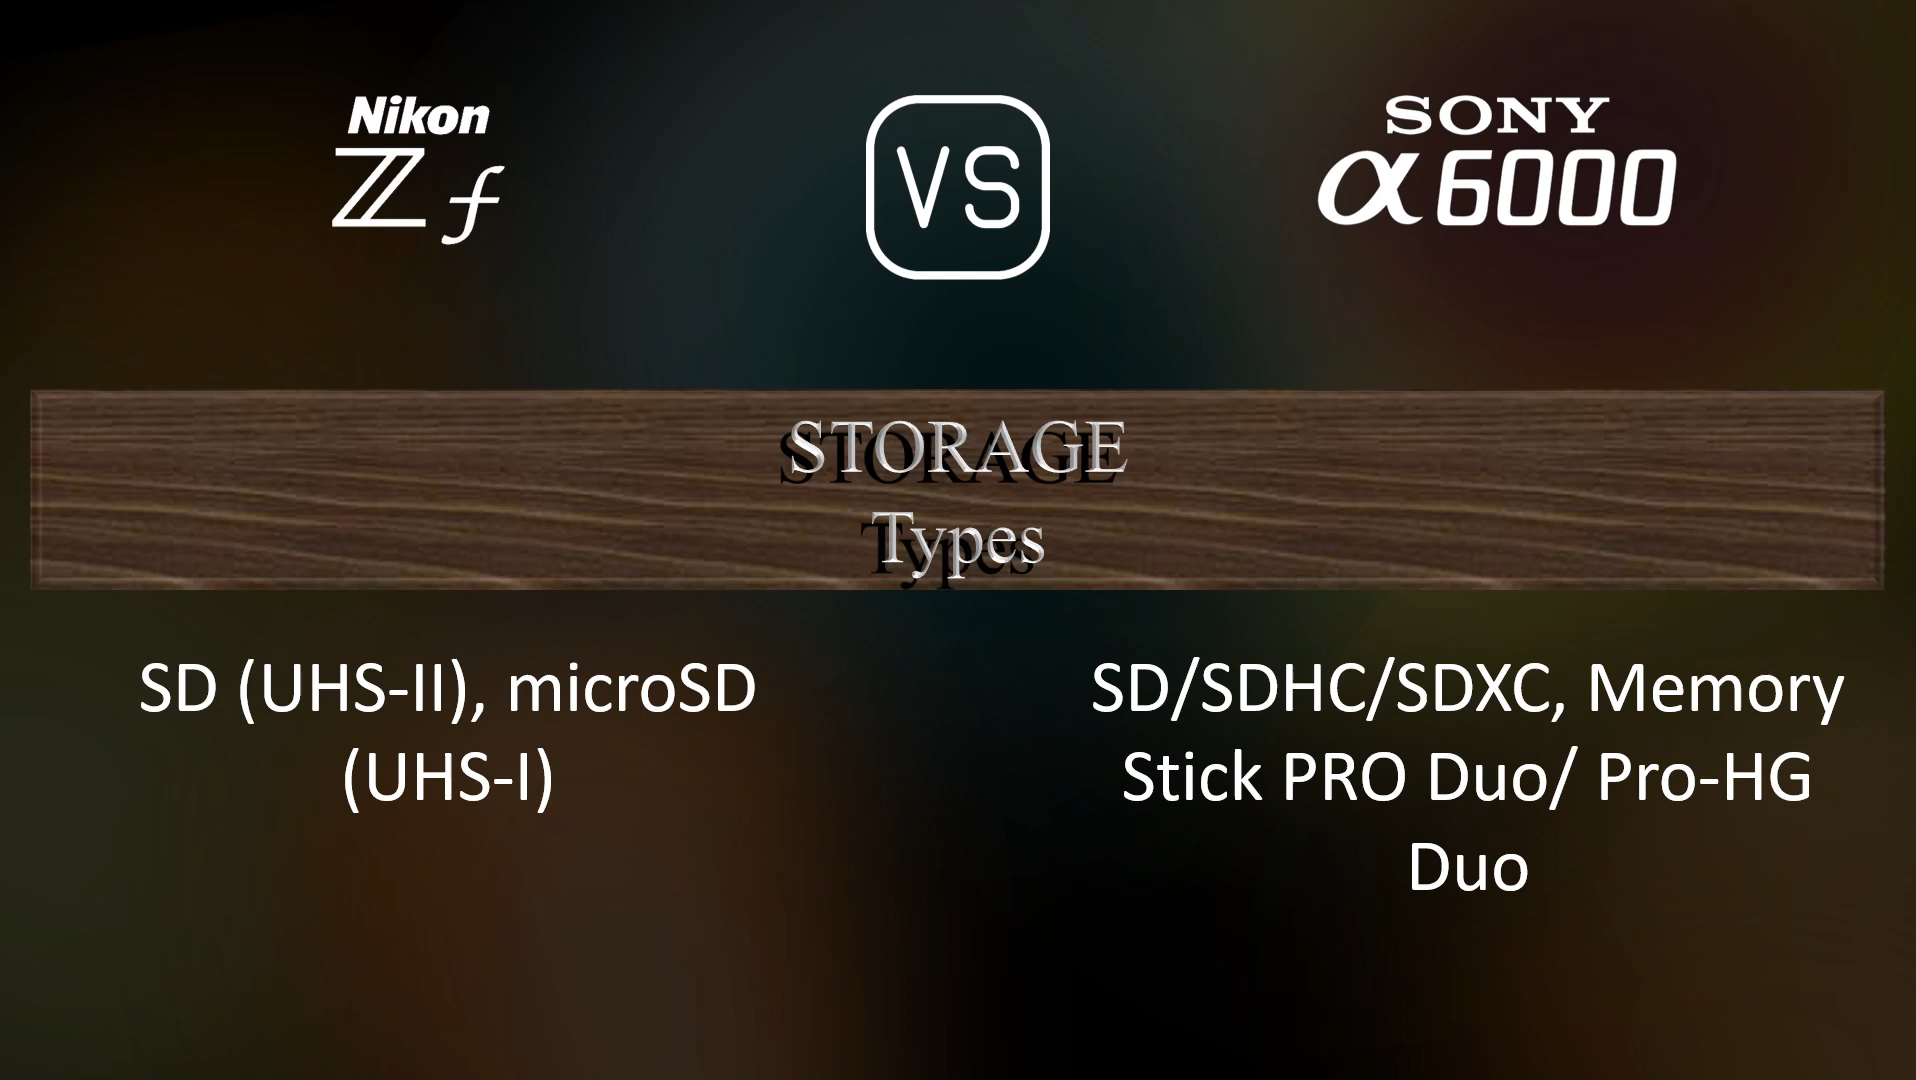 Nikon
Z f
VS
SONY
α6000
STORAGE
Types
SD (UHS-II), microSD
(UHS-I)
SD/SDHC/SDXC, Memory
Stick PRO Duo/ Pro-HG
Duo